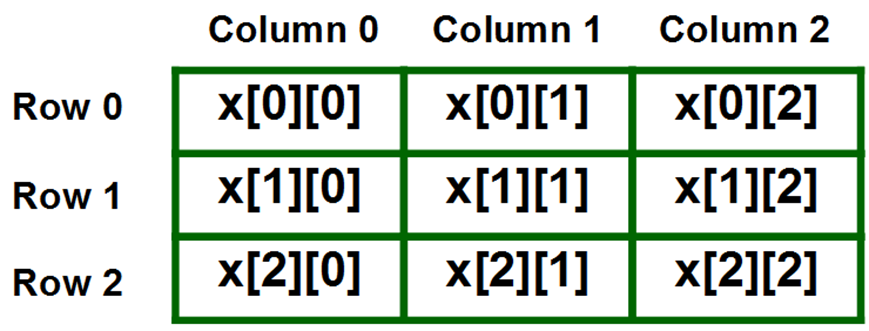 Column 0 Column 1 Column 2
Row 0 x[0][0] x[0][1] x[0][2]
Row 1 x[1][0] x[1][1] x[1][2]
Row 2 x[2][0] x[2][1] x[2][2]